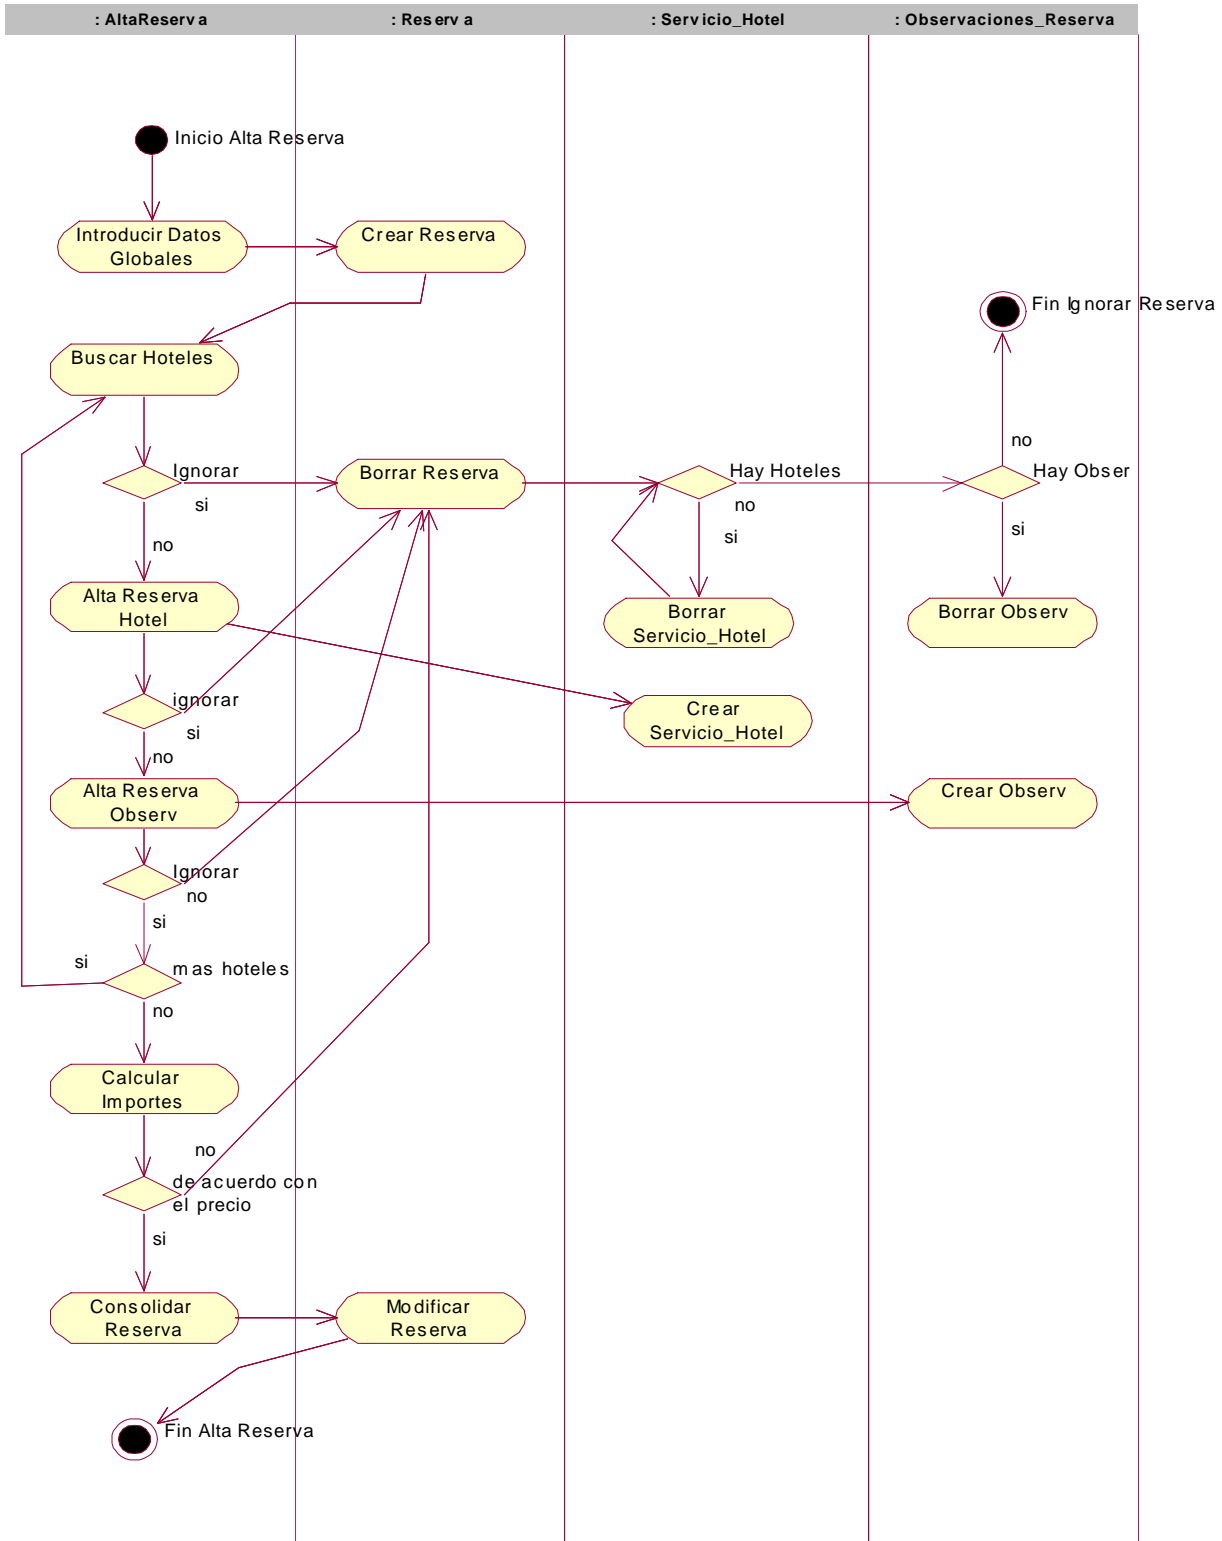 : AltaReserva
: Reserva
: Servicio_Hotel
: Observaciones_Reserva
Inicio Alta Reserva
Introducir Datos
Globales
Crear Reserva
Fin Ignorar Reserva
Buscar Hoteles
no
Ignorar
si
Borrar Reserva
Hay Hoteles
no
Hay Obser
no
si
si
Alta Reserva
Hotel
Borrar
Servicio_Hotel
Borrar Observ
ignorar
si
Crear
Servicio_Hotel
no
Alta Reserva
Observ
Crear Observ
Ignorar
no
si
si
mas hoteles
no
Calcular
Importes
no
de acuerdo con
el precio
si
Consolidar
Reserva
Modificar
Reserva
Fin Alta Reserva